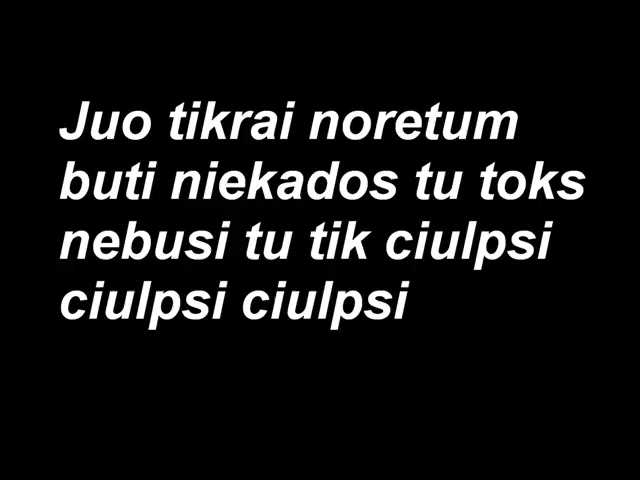 Juo tikrai noretum
buti niekados tu toks
nebusi tu tik ciulpsi
ciulpsi ciulpsi